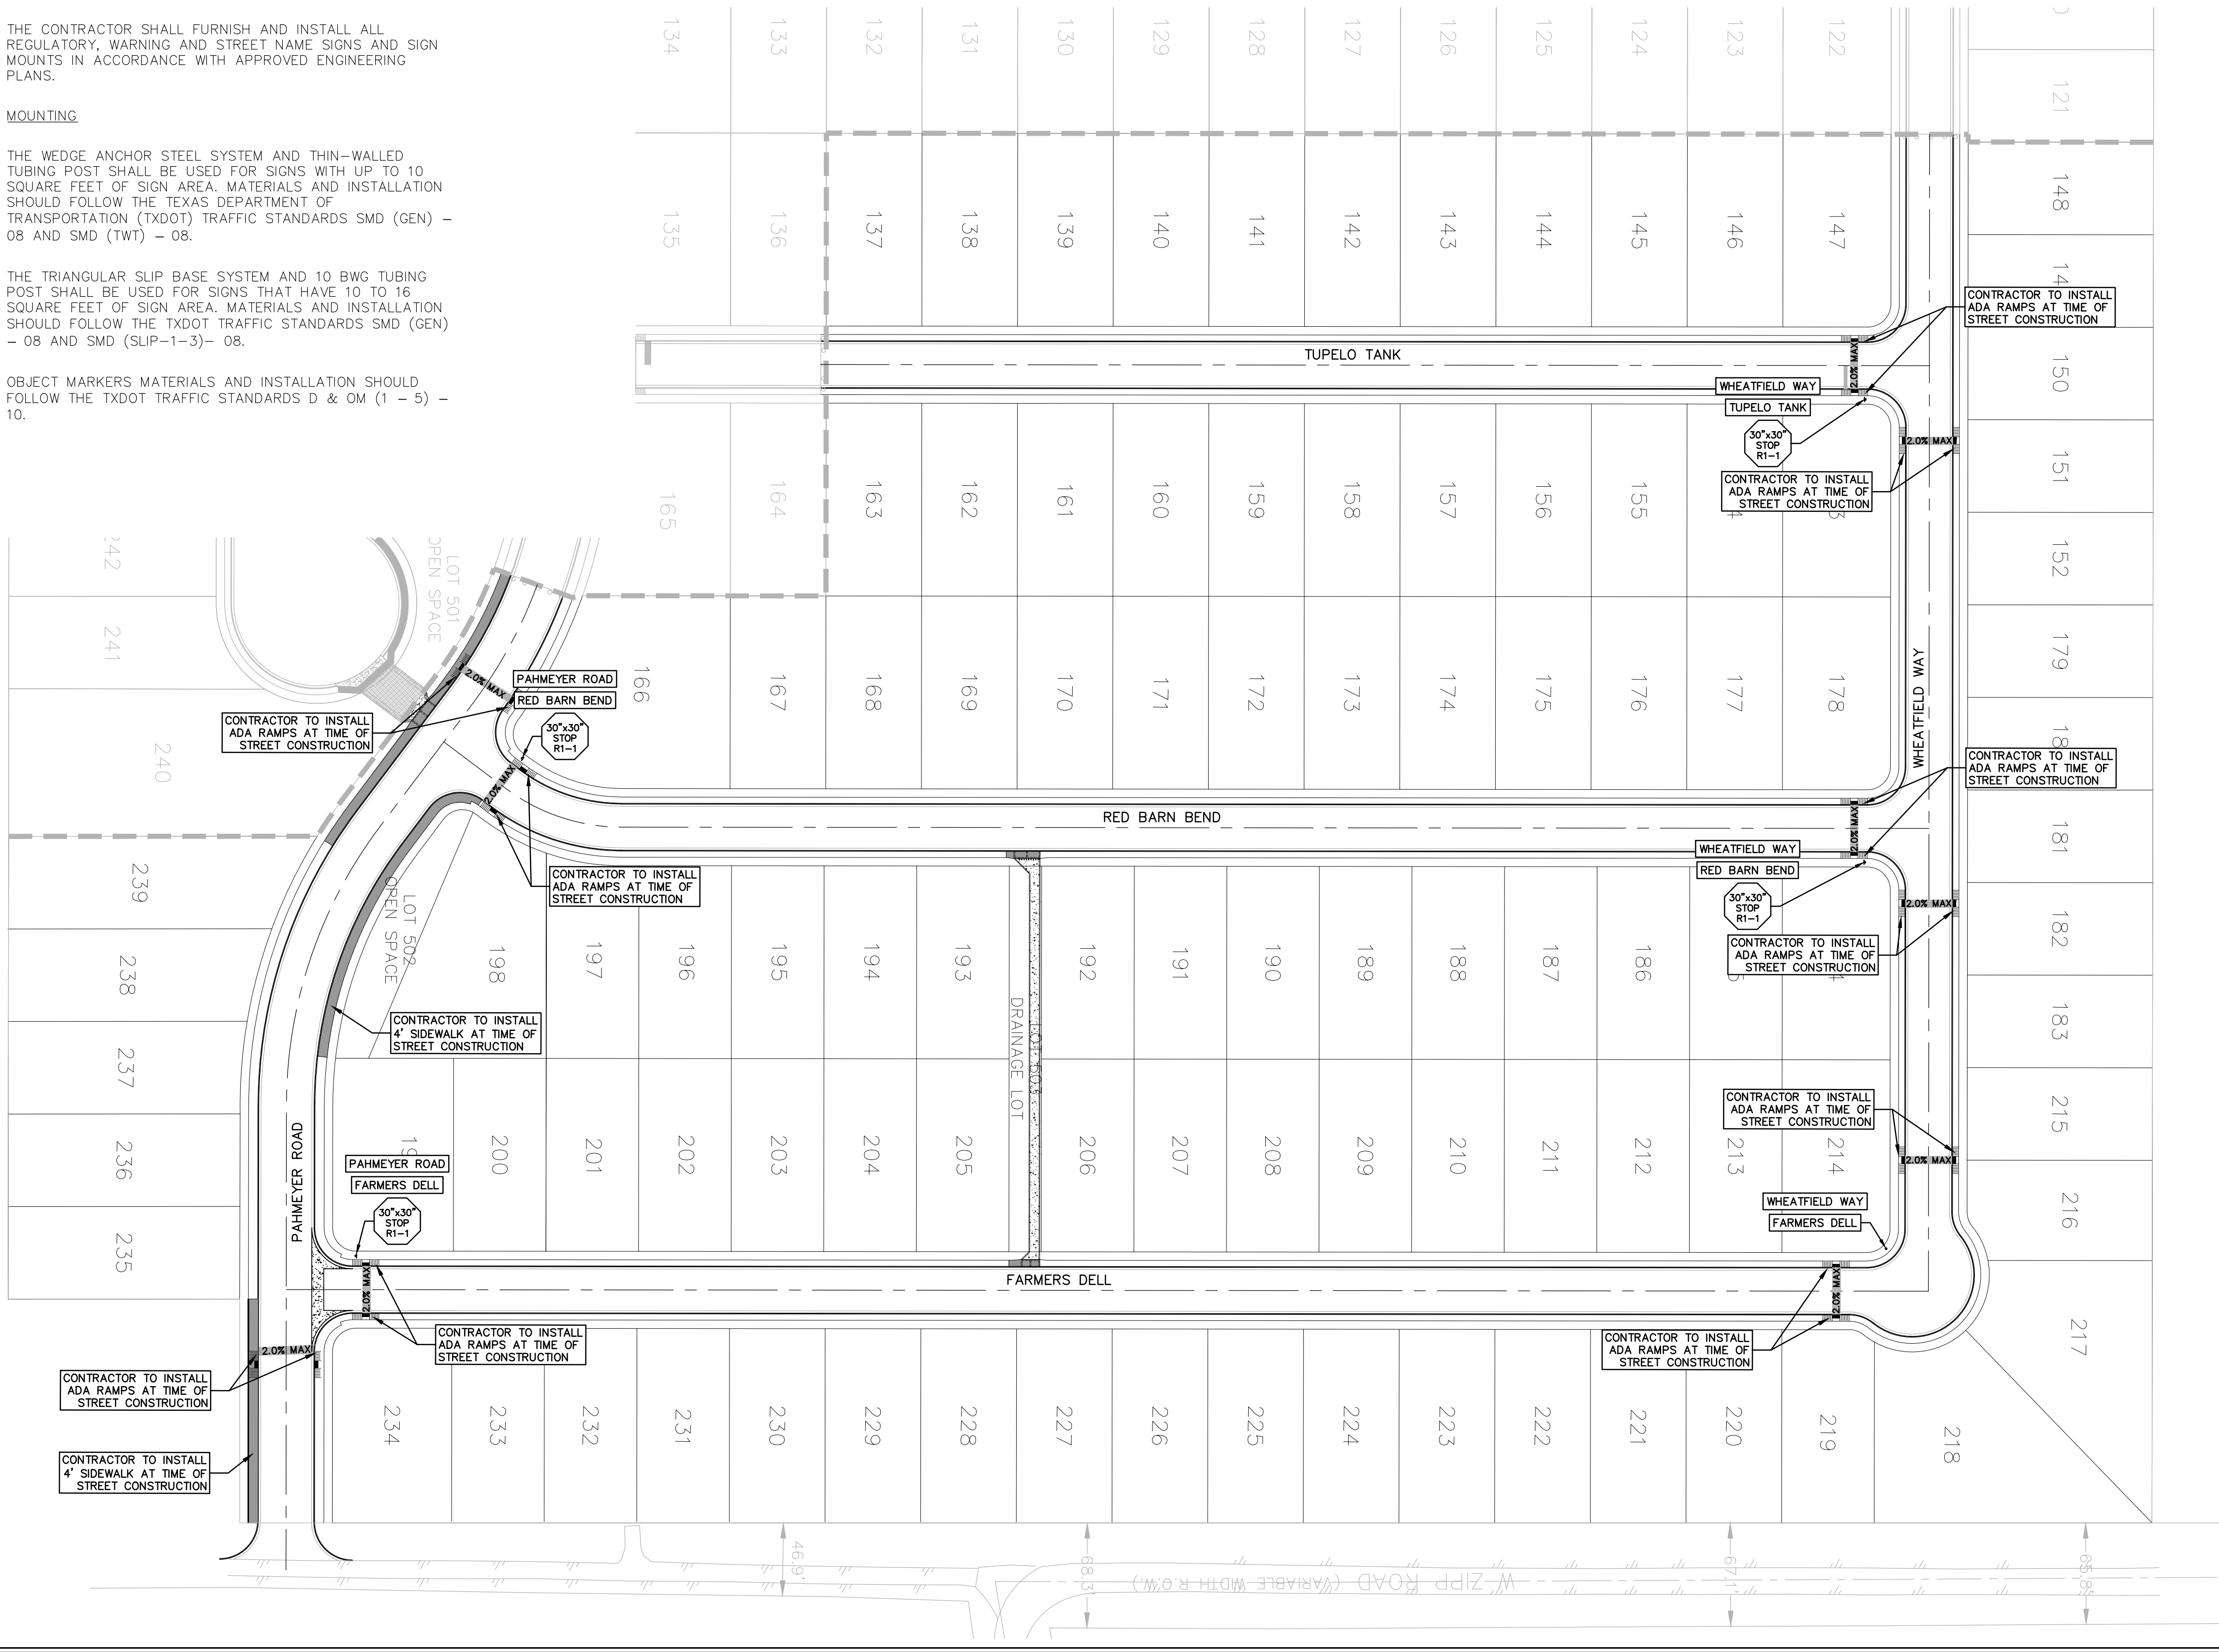 THE CONTRACTOR SHALL FURNISH AND INSTALL ALL
REGULATORY, WARNING AND STREET NAME SIGNS AND SIGN
MOUNTS IN ACCORDANCE WITH APPROVED ENGINEERING
PLANS.
MOUNTING
THE WEDGE ANCHOR STEEL SYSTEM AND THIN-WALLED
TUBING POST SHALL BE USED FOR SIGNS WITH UP TO 10
SQUARE FEET OF SIGN AREA. MATERIALS AND INSTALLATION
SHOULD FOLLOW THE TEXAS DEPARTMENT OF
TRANSPORTATION (TXDOT) TRAFFIC STANDARDS SMD (GEN) –
08 AND SMD (TWT) – 08.
THE TRIANGULAR SLIP BASE SYSTEM AND 10 BWG TUBING
POST SHALL BE USED FOR SIGNS THAT HAVE 10 TO 16
SQUARE FEET OF SIGN AREA. MATERIALS AND INSTALLATION
SHOULD FOLLOW THE TXDOT TRAFFIC STANDARDS SMD (GEN)
– 08 AND SMD (SLIP-1-3)- 08.
OBJECT MARKERS MATERIALS AND INSTALLATION SHOULD
FOLLOW THE TXDOT TRAFFIC STANDARDS D & OM (1 – 5) –
10.
134
133
132
131
130
129
128
127
126
125
124
123
122
121
135
136
137
138
139
140
141
142
143
144
145
146
147
148
CONTRACTOR TO INSTALL
ADA RAMPS AT TIME OF
STREET CONSTRUCTION
TUPELO TANK
2.0% MAX
150
WHEATFIELD WAY
TUPELO TANK
30"x30"
STOP
R1-1
2.0% MAX
CONTRACTOR TO INSTALL
ADA RAMPS AT TIME OF
STREET CONSTRUCTION
165
164
163
162
161
160
159
158
157
156
155
151
152
242
241
240
LOT 501
OPEN SPACE
2.0% MAX
PAHMEYER ROAD
RED BARN BEND
30"x30"
STOP
R1-1
CONTRACTOR TO INSTALL
ADA RAMPS AT TIME OF
STREET CONSTRUCTION
2.0% MAX
166
167
168
169
170
171
172
173
174
175
176
177
178
WHEATFIELD WAY
179
CONTRACTOR TO INSTALL
ADA RAMPS AT TIME OF
STREET CONSTRUCTION
RED BARN BEND
2.0% MAX
181
WHEATFIELD WAY
RED BARN BEND
30"x30"
STOP
R1-1
2.0% MAX
CONTRACTOR TO INSTALL
ADA RAMPS AT TIME OF
STREET CONSTRUCTION
CONTRACTOR TO INSTALL
ADA RAMPS AT TIME OF
STREET CONSTRUCTION
239
238
237
236
235
LOT 502
OPEN SPACE
198
197
196
195
194
193
192
191
190
189
188
187
186
182
183
CONTRACTOR TO INSTALL
4' SIDEWALK AT TIME OF
STREET CONSTRUCTION
DRAINAGE LOT
CONTRACTOR TO INSTALL
ADA RAMPS AT TIME OF
STREET CONSTRUCTION
2.0% MAX
215
216
PAHMEYER ROAD
PAHMEYER ROAD
FARMERS DELL
30"x30"
STOP
R1-1
200
201
202
203
204
205
206
207
208
209
210
211
212
213
214
WHEATFIELD WAY
FARMERS DELL
2.0% MAX
FARMERS DELL
2.0% MAX
CONTRACTOR TO INSTALL
ADA RAMPS AT TIME OF
STREET CONSTRUCTION
CONTRACTOR TO INSTALL
ADA RAMPS AT TIME OF
STREET CONSTRUCTION
2.0% MAX
CONTRACTOR TO INSTALL
ADA RAMPS AT TIME OF
STREET CONSTRUCTION
CONTRACTOR TO INSTALL
4' SIDEWALK AT TIME OF
STREET CONSTRUCTION
234
233
232
231
230
229
228
227
226
225
224
223
222
221
220
219
218
217
46.9'
68.3'
67.1'
65.8'
W ZIPP ROAD (VARIABLE WIDTH R.O.W.)